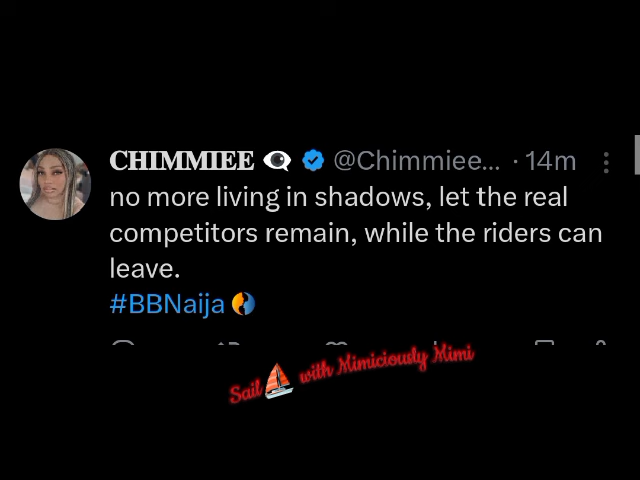 CHIMMIEE 👁️‍🗨️ @Chimmiee... · 14m
no more living in shadows, let the real
competitors remain, while the riders can
leave.
#BBNaija
Sail⛵ with Mimiciously Mimi